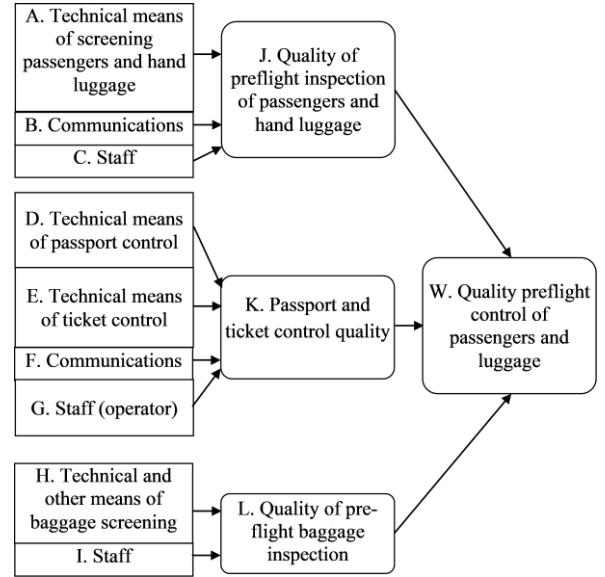 A. Technical means
of screening
passengers and hand
luggage
B. Communications
C. Staff
J. Quality of
preflight inspection
of passengers and
hand luggage
D. Technical means
of passport control
E. Technical means
of ticket control
F. Communications
G. Staff (operator)
K. Passport and
ticket control quality
W. Quality preflight
control of
passengers and
luggage
H. Technical and
other means of
baggage screening
I. Staff
L. Quality of pre-
flight baggage
inspection